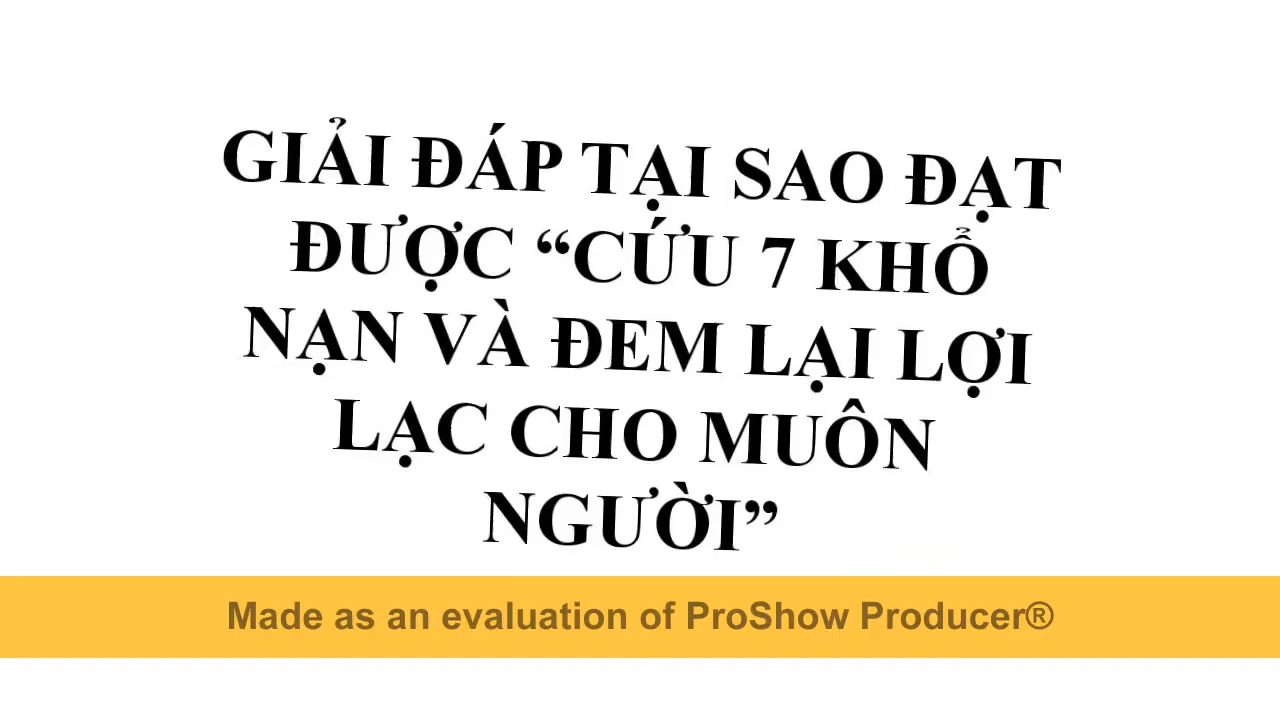 GIẢI ĐÁP TẠI SAO ĐẠT
ĐƯỢC “CỨU 7 KHỔ
NẠN VÀ ĐEM LẠI LỢI
LẠC CHO MUÔN
NGƯỜI”
Made as an evaluation of ProShow Producer®